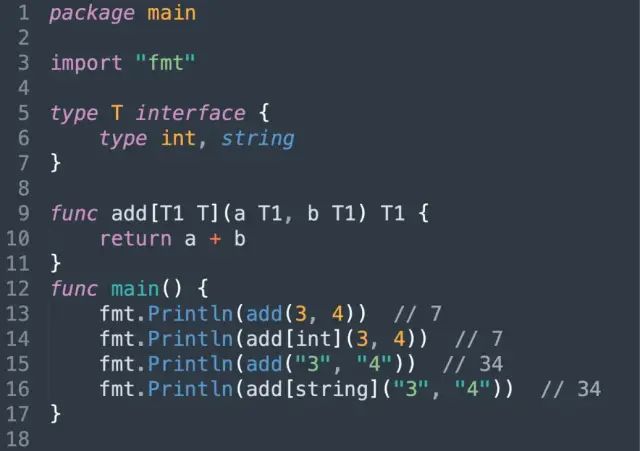 1 package main
2
3 import "fmt"
4
5 type T interface {
6     type int, string
7 }
8
9 func add[T1 T](a T1, b T1) T1 {
10     return a + b
11 }
12 func main() {
13     fmt.Println(add(3, 4))  // 7
14     fmt.Println(add[int](3, 4))  // 7
15     fmt.Println(add("3", "4"))  // 34
16     fmt.Println(add[string]("3", "4"))  // 34
17 }
18